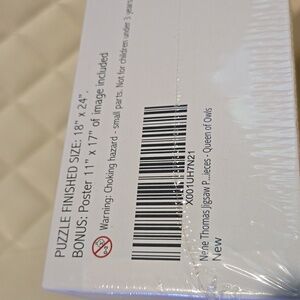 PUZZLE FINISHED SIZE: 18" x 24".
BONUS: Poster 11" x 17" of image included
Warning: Choking hazard - small parts. Not for children under 3 years
X001UH7N21
Thomas Jigsaw P...ieces - Queen of Owls
New